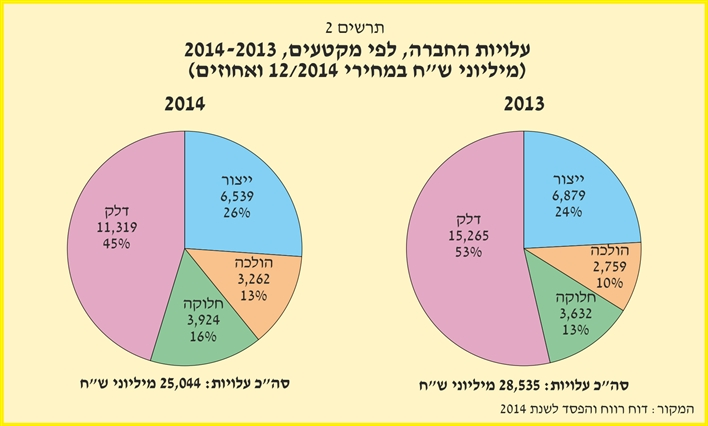 תרשים 2
עלויות החברה, לפי מקטעים, 2014-2013
(מיליוני ש"ח במחירי 12/2014 ואחוזים)
2013
ייצור
6,879
24%
הולכה
2,759
10%
חלוקה
3,632
13%
דלק
15,265
53%
סה"כ עלויות: 28,535 מיליוני ש"ח
2014
ייצור
6,539
26%
הולכה
3,262
13%
חלוקה
3,924
16%
דלק
11,319
45%
סה"כ עלויות: 25,044 מיליוני ש"ח
המקור: דוח רווח והפסד לשנת 2014